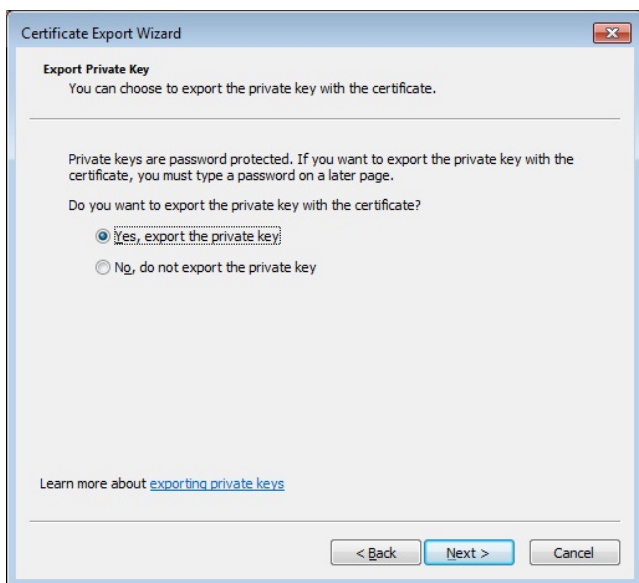 Certificate Export Wizard
Export Private Key
You can choose to export the private key with the certificate.
Private keys are password protected. If you want to export the private key with the
certificate, you must type a password on a later page.
Do you want to export the private key with the certificate?
Yes, export the private key
No, do not export the private key
Learn more about exporting private keys
< Back
Next >
Cancel